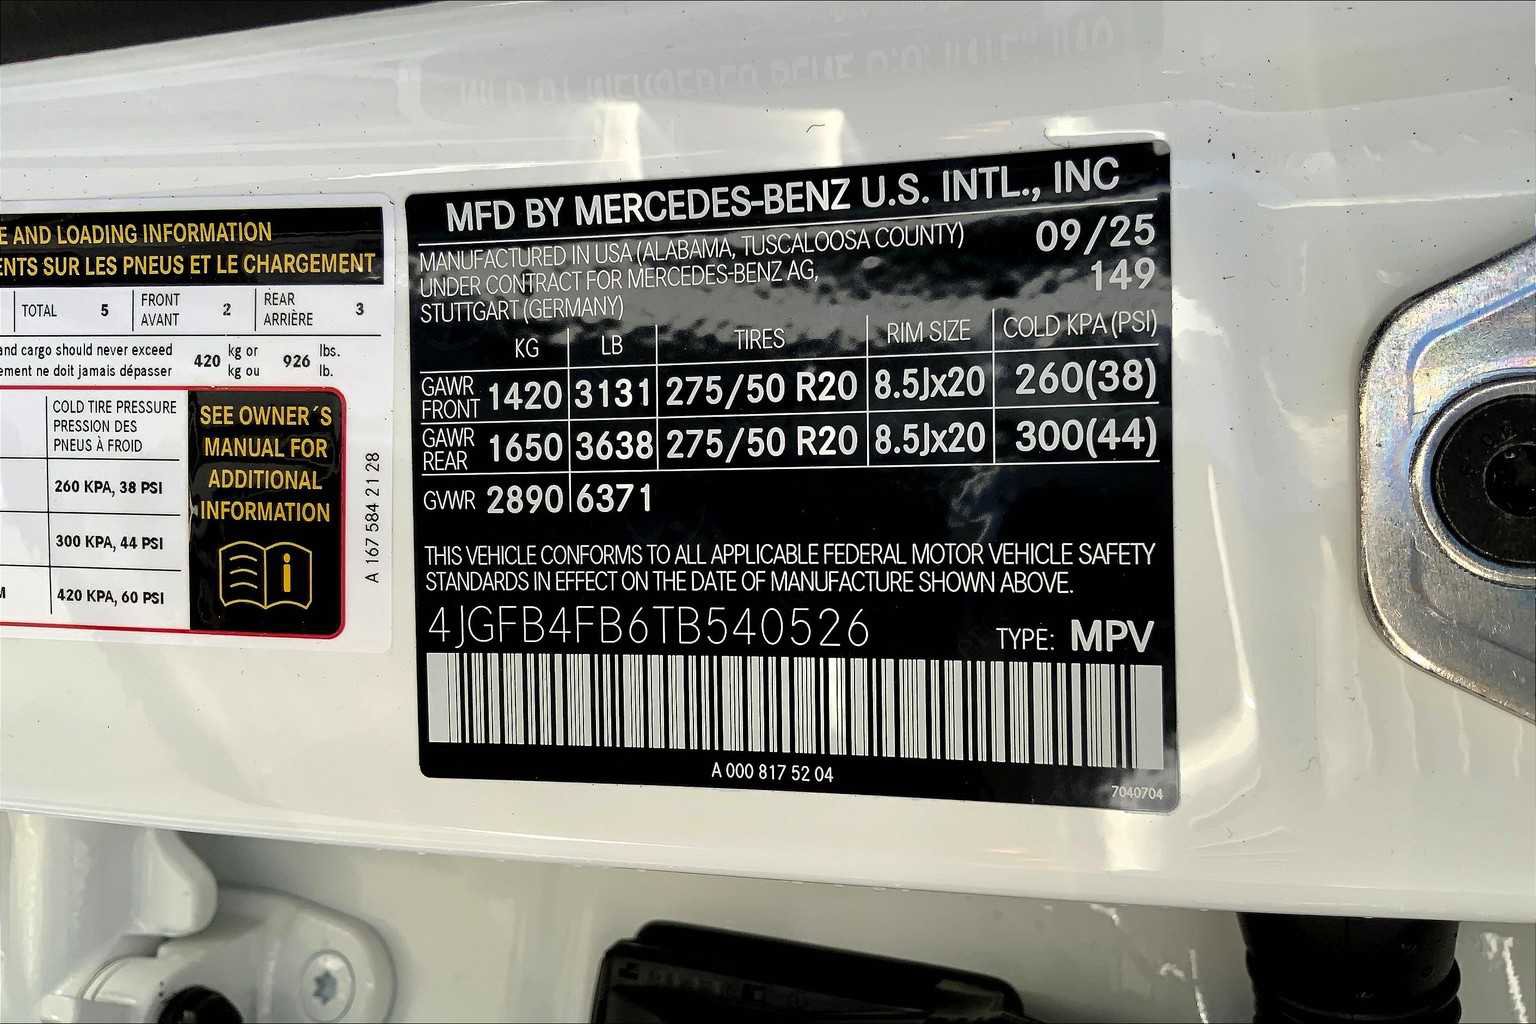 E AND LOADING INFORMATION
ENTS SUR LES PNEUS ET LE CHARGEMENT
TOTAL 5 FRONT AVANT 2 REAR ARRIÈRE 3
and cargo should never exceed
ement ne doit jamais dépasser
420 kg or kg ou 926 lbs. lb.
COLD TIRE PRESSURE
PRESSION DES
PNEUS À FROID
260 KPA, 38 PSI
300 KPA, 44 PSI
420 KPA, 60 PSI
SEE OWNER´S
MANUAL FOR
ADDITIONAL
INFORMATION
i
A 167 584 21 28
MFD BY MERCEDES-BENZ U.S. INTL., INC
MANUFACTURED IN USA (ALABAMA, TUSCALOOSA COUNTY) 09/25
UNDER CONTRACT FOR MERCEDES-BENZ AG, 149
STUTTGART (GERMANY)
KG LB TIRES RIM SIZE COLD KPA (PSI)
GAWR FRONT 1420 3131 275/50 R20 8.5Jx20 260(38)
GAWR REAR 1650 3638 275/50 R20 8.5Jx20 300(44)
GVWR 2890 6371
THIS VEHICLE CONFORMS TO ALL APPLICABLE FEDERAL MOTOR VEHICLE SAFETY
STANDARDS IN EFFECT ON THE DATE OF MANUFACTURE SHOWN ABOVE.
4JGFB4FB6TB540526 TYPE: MPV
A 000 817 52 04
7040704